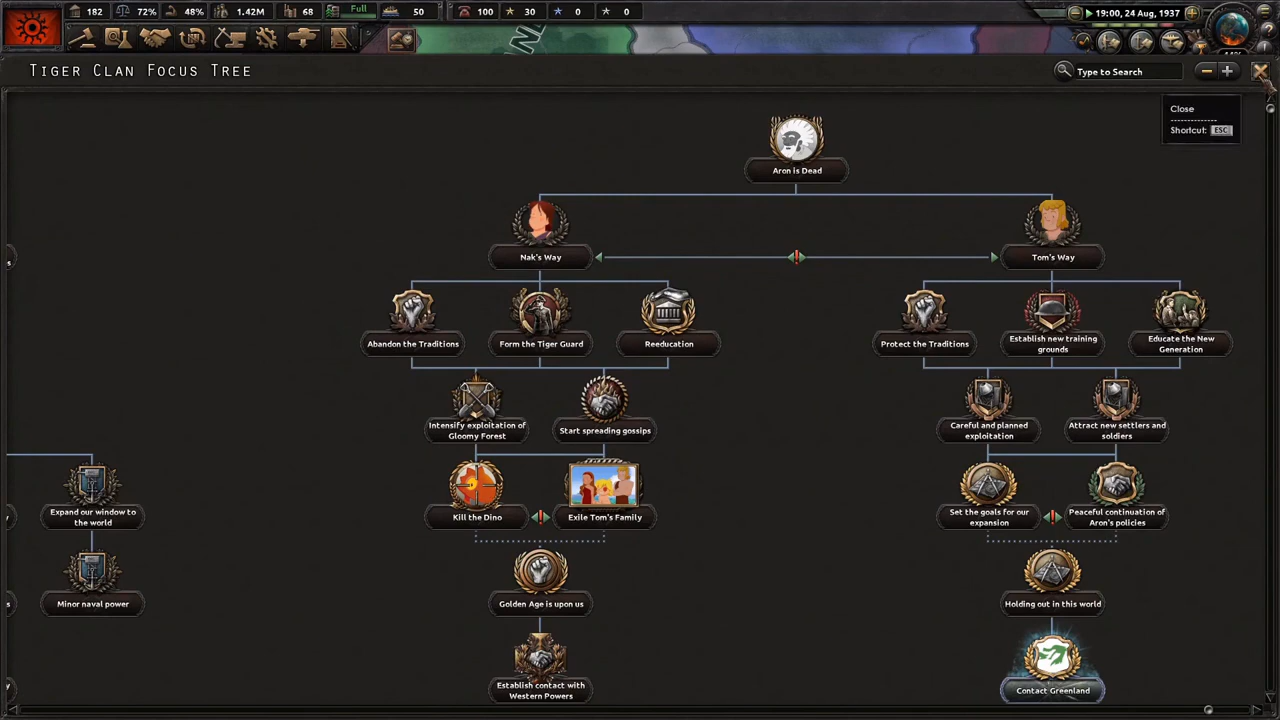 182 72% 48% 1.42M 68 Full 50 100 30 0 0 19:00, 24 Aug, 1937
Tiger Clan Focus Tree
Type to Search
Close
--------------
Shortcut: ESC
Aron is Dead
Nak's Way
Tom's Way
Abandon the Traditions
Form the Tiger Guard
Reeducation
Protect the Traditions
Establish new training
grounds
Educate the New
Generation
Intensify exploitation of
Gloomy Forest
Start spreading gossips
Careful and planned
exploitation
Attract new settlers and
soldiers
Expand our window to
the world
Kill the Dino
Exile Tom's Family
Set the goals for our
expansion
Peaceful continuation of
Aron's policies
Minor naval power
Golden Age is upon us
Holding out in this world
Establish contact with
Western Powers
Contact Greenland